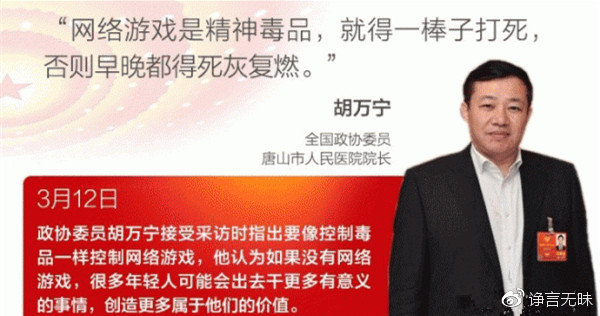 “网络游戏是精神毒品，就得一棒子打死，
否则早晚都得死灰复燃。”
胡万宁
全国政协委员
唐山市人民医院院长
3月12日
政协委员胡万宁接受采访时指出要像控制毒
品一样控制网络游戏，他认为如果没有网络
游戏，很多年轻人可能会出去干更多有意义
的事情，创造更多属于他们的价值。
诤言无昧